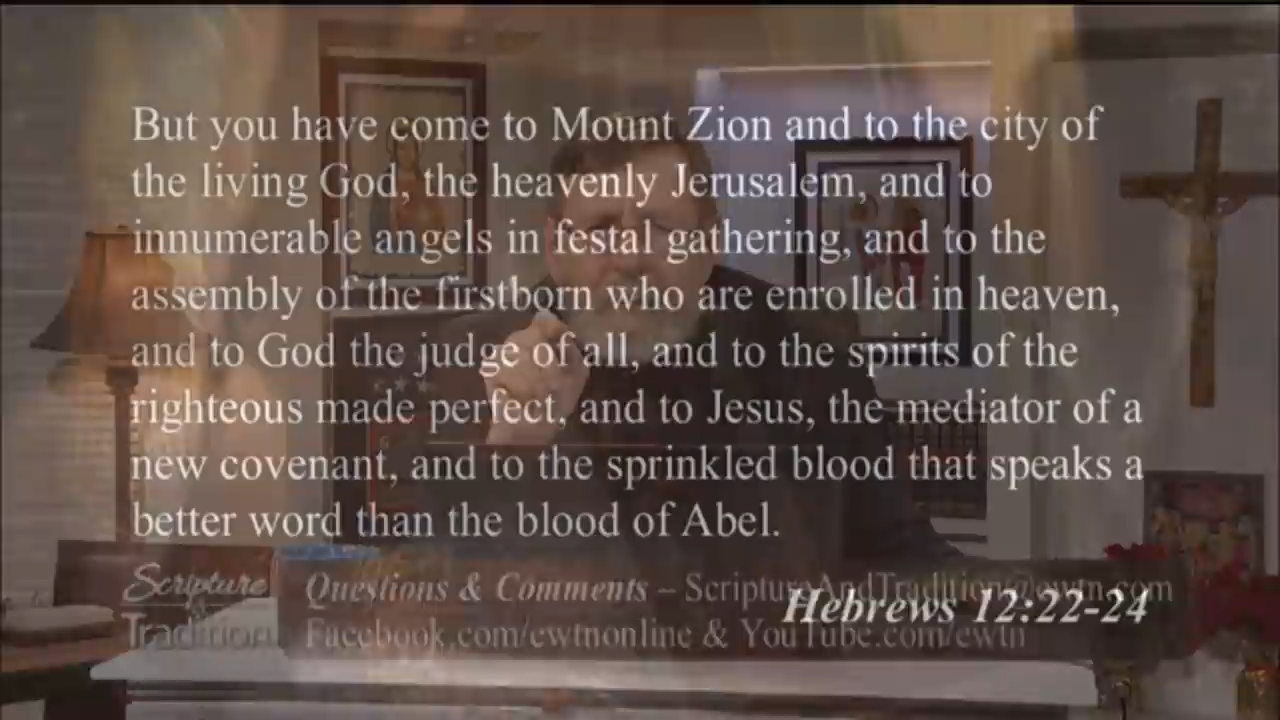 But you have come to Mount Zion and to the city of
the living God, the heavenly Jerusalem, and to
innumerable angels in festal gathering, and to the
assembly of the firstborn who are enrolled in heaven,
and to God the judge of all, and to the spirits of the
righteous made perfect, and to Jesus, the mediator of a
new covenant, and to the sprinkled blood that speaks a
better word than the blood of Abel.
Scripture & Tradition
Questions & Comments – ScriptureAndTradition@ewtn.com
Hebrews 12:22-24
Facebook.com/ewtnonline & YouTube.com/ewtn